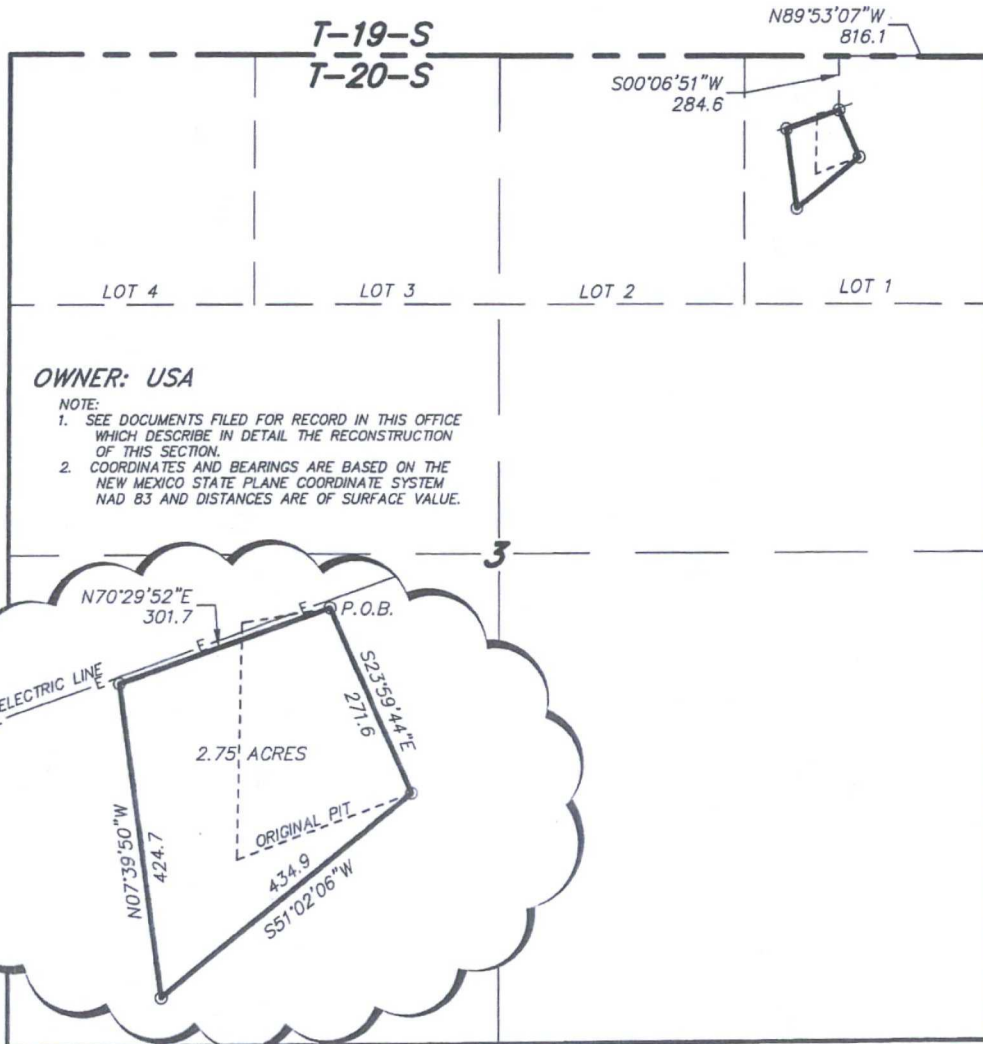 T-19-S
T-20-S
N89°53'07"W
816.1
S00°06'51"W
284.6
LOT 4
LOT 3
LOT 2
LOT 1
OWNER: USA
NOTE:
1. SEE DOCUMENTS FILED FOR RECORD IN THIS OFFICE
WHICH DESCRIBE IN DETAIL THE RECONSTRUCTION
OF THIS SECTION.
2. COORDINATES AND BEARINGS ARE BASED ON THE
NEW MEXICO STATE PLANE COORDINATE SYSTEM
NAD 83 AND DISTANCES ARE OF SURFACE VALUE.
3
N70°29'52"E
301.7
E
E
P.O.B.
ELECTRIC LINE
E
S23°59'44"E
271.6
2.75 ACRES
ORIGINAL PIT
N07°39'50"W
424.7
434.9
S51°02'06"W